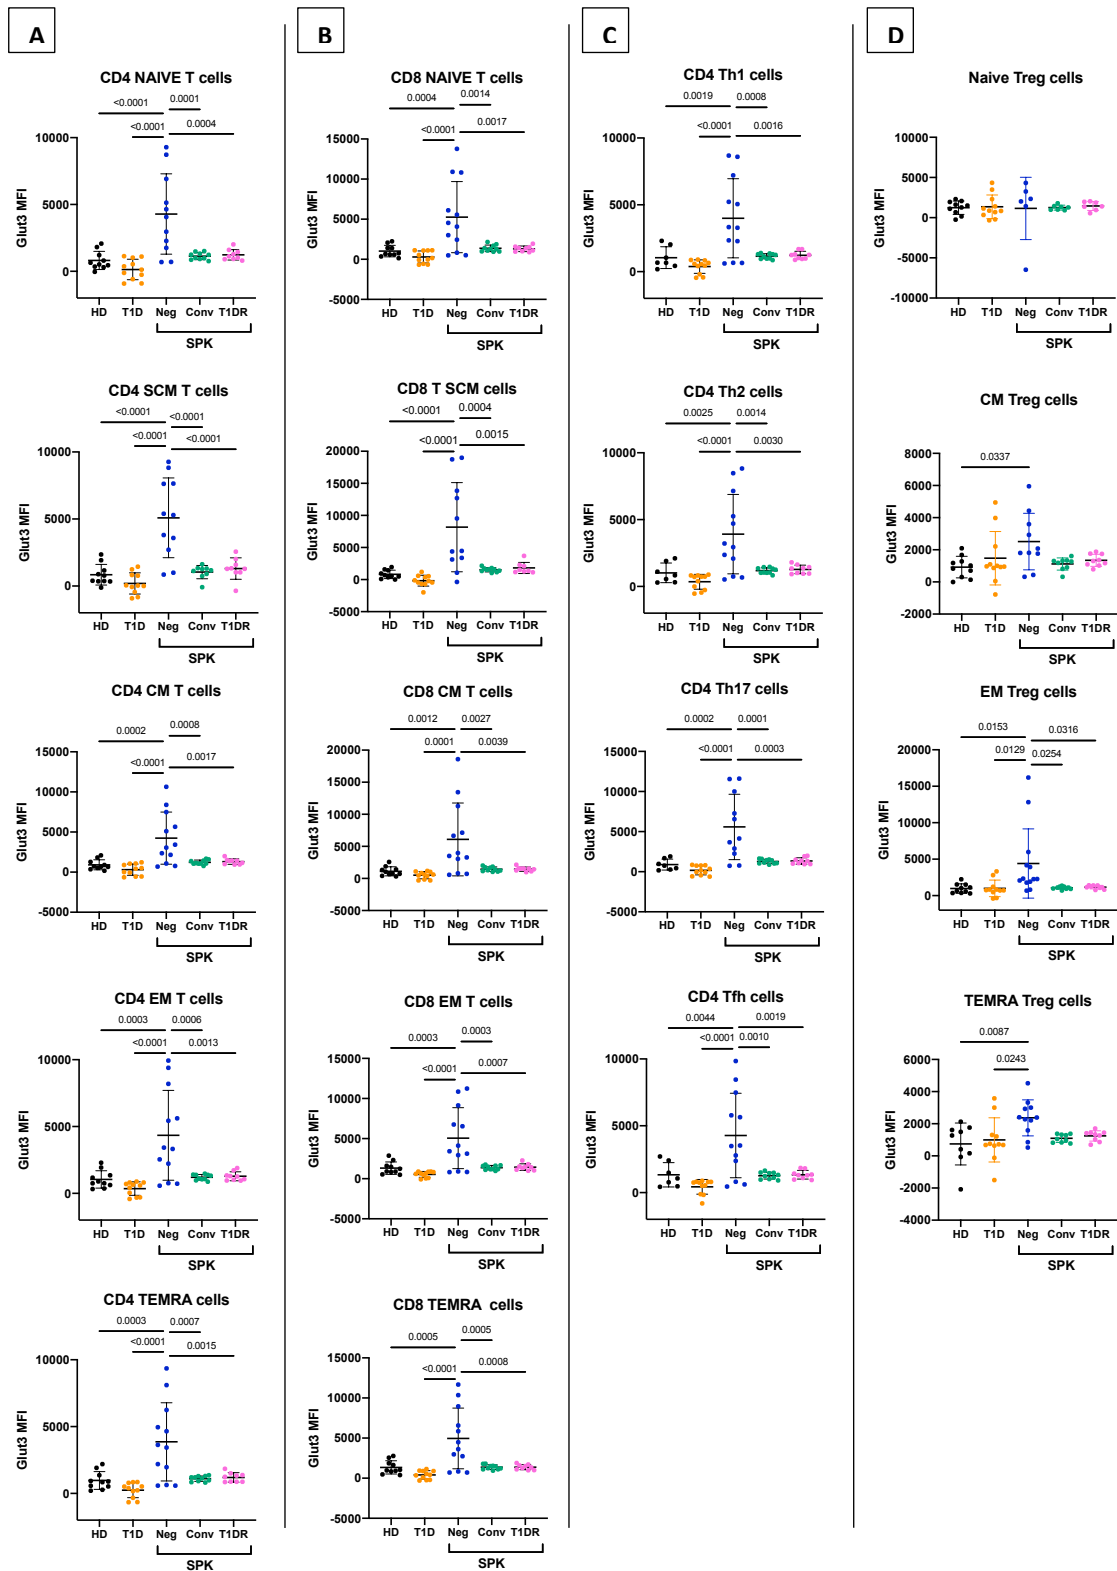 A
B
C
D
CD4 NAIVE T cells
<0.0001 0.0001
<0.0001 0.0004
10000
5000
0
Glut3 MFI
HD T1D Neg Conv T1DR
SPK
CD4 SCM T cells
<0.0001 <0.0001
<0.0001 <0.0001
10000
5000
0
Glut3 MFI
HD T1D Neg Conv T1DR
SPK
CD4 CM T cells
0.0002 0.0008
<0.0001 0.0017
15000
10000
5000
0
-5000
Glut3 MFI
HD T1D Neg Conv T1DR
SPK
CD4 EM T cells
0.0003 0.0006
<0.0001 0.0013
10000
5000
0
Glut3 MFI
HD T1D Neg Conv T1DR
SPK
CD4 TEMRA cells
0.0003 0.0007
<0.0001 0.0015
10000
5000
0
Glut3 MFI
HD T1D Neg Conv T1DR
SPK
CD8 NAIVE T cells
0.0004 0.0014
<0.0001 0.0017
15000
10000
5000
0
-5000
Glut3 MFI
HD T1D Neg Conv T1DR
SPK
CD8 T SCM cells
<0.0001 0.0004
<0.0001 0.0015
20000
15000
10000
5000
0
-5000
Glut3 MFI
HD T1D Neg Conv T1DR
SPK
CD8 CM T cells
0.0012 0.0027
0.0001 0.0039
20000
15000
10000
5000
0
-5000
Glut3 MFI
HD T1D Neg Conv T1DR
SPK
CD8 EM T cells
0.0003 0.0003
<0.0001 0.0007
15000
10000
5000
0
-5000
Glut3 MFI
HD T1D Neg Conv T1DR
SPK
CD8 TEMRA cells
0.0005 0.0005
<0.0001 0.0008
15000
10000
5000
0
-5000
Glut3 MFI
HD T1D Neg Conv T1DR
SPK
CD4 Th1 cells
0.0019 0.0008
<0.0001 0.0016
10000
5000
0
Glut3 MFI
HD T1D Neg Conv T1DR
SPK
CD4 Th2 cells
0.0025 0.0014
<0.0001 0.0030
10000
5000
0
Glut3 MFI
HD T1D Neg Conv T1DR
SPK
CD4 Th17 cells
0.0002 0.0001
<0.0001 0.0003
15000
10000
5000
0
-5000
Glut3 MFI
HD T1D Neg Conv T1DR
SPK
CD4 Tfh cells
0.0044 0.0019
<0.0001 0.0010
10000
5000
0
Glut3 MFI
HD T1D Neg Conv T1DR
SPK
Naive Treg cells
10000
5000
0
-5000
-10000
Glut3 MFI
HD T1D Neg Conv T1DR
SPK
CM Treg cells
0.0337
8000
6000
4000
2000
0
-2000
Glut3 MFI
HD T1D Neg Conv T1DR
SPK
EM Treg cells
0.0153 0.0316
0.0129 0.0254
20000
15000
10000
5000
0
Glut3 MFI
HD T1D Neg Conv T1DR
SPK
TEMRA Treg cells
0.0087
0.0243
6000
4000
2000
0
-2000
-4000
Glut3 MFI
HD T1D Neg Conv T1DR
SPK